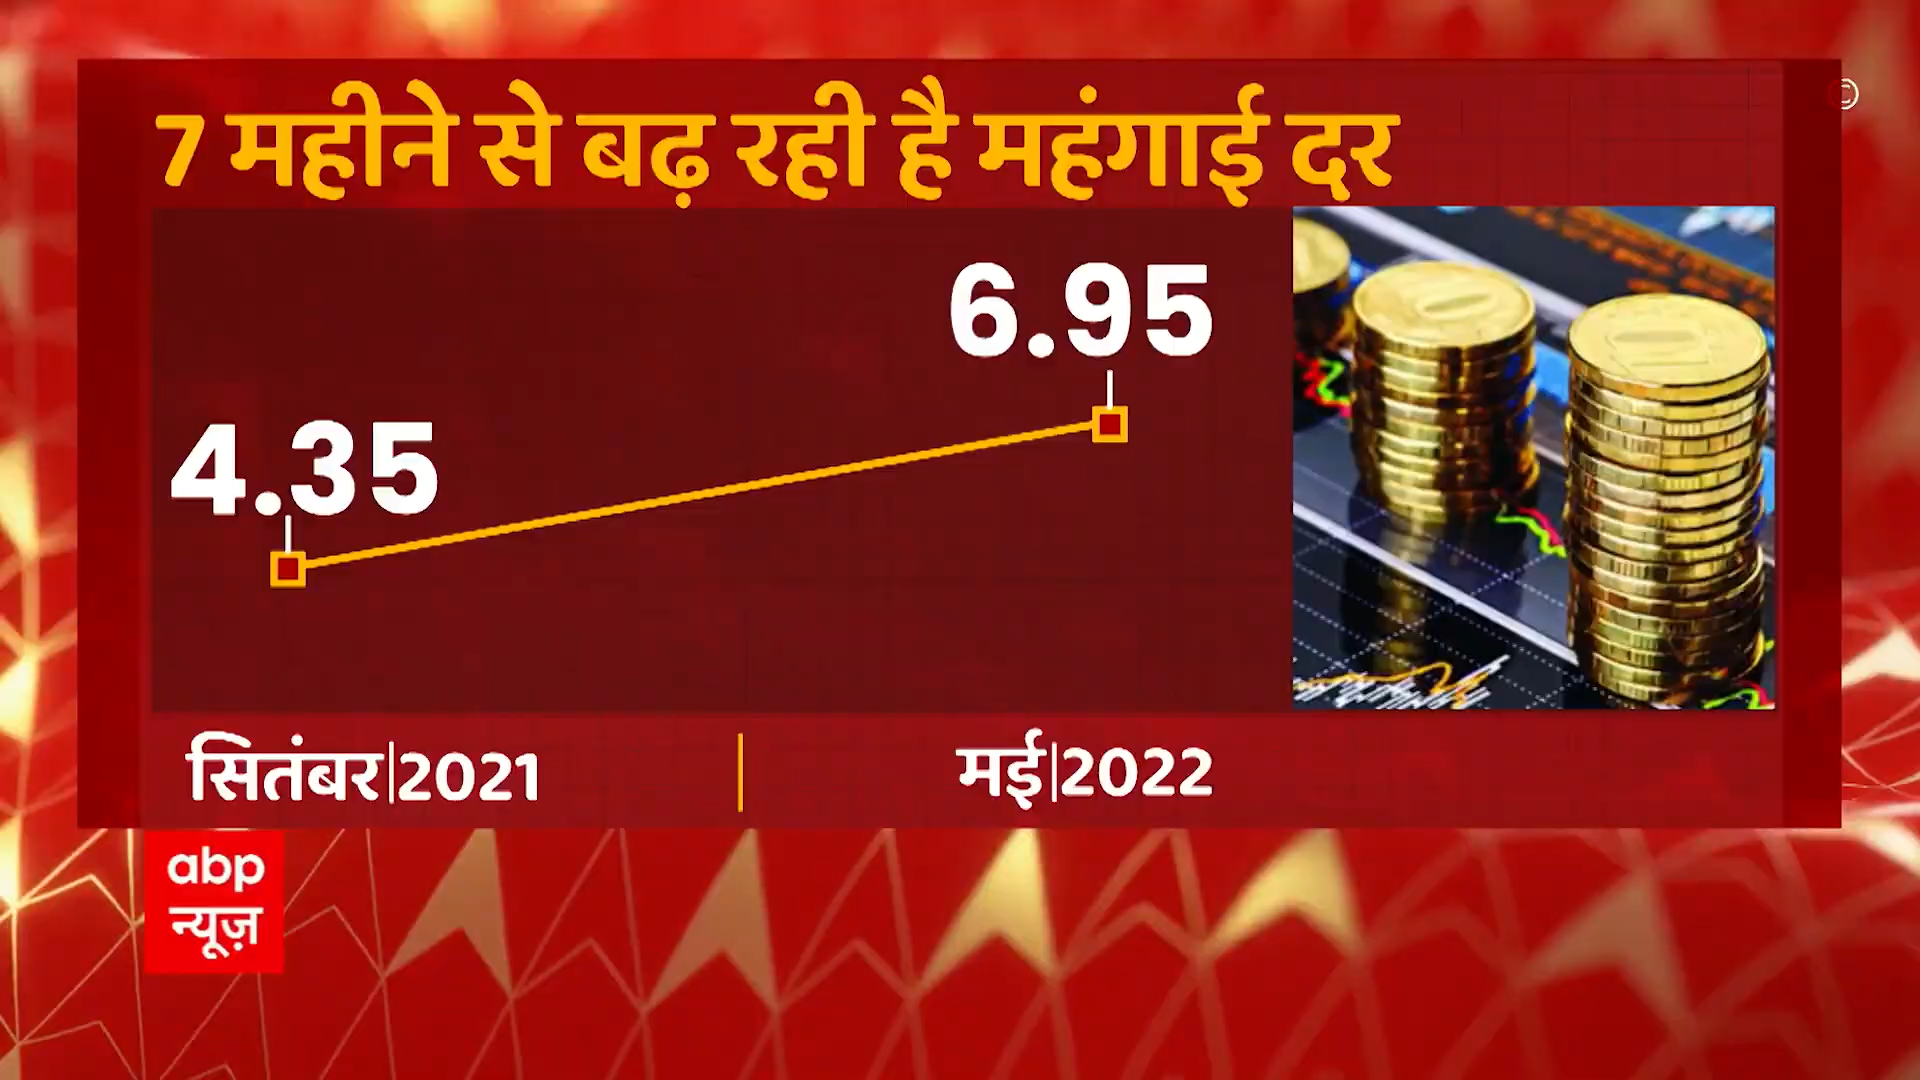 7 महीने से बढ़ रही है महंगाई दर
©
6.95
4.35
सितंबर|2021 | मई|2022
abp
न्यूज़